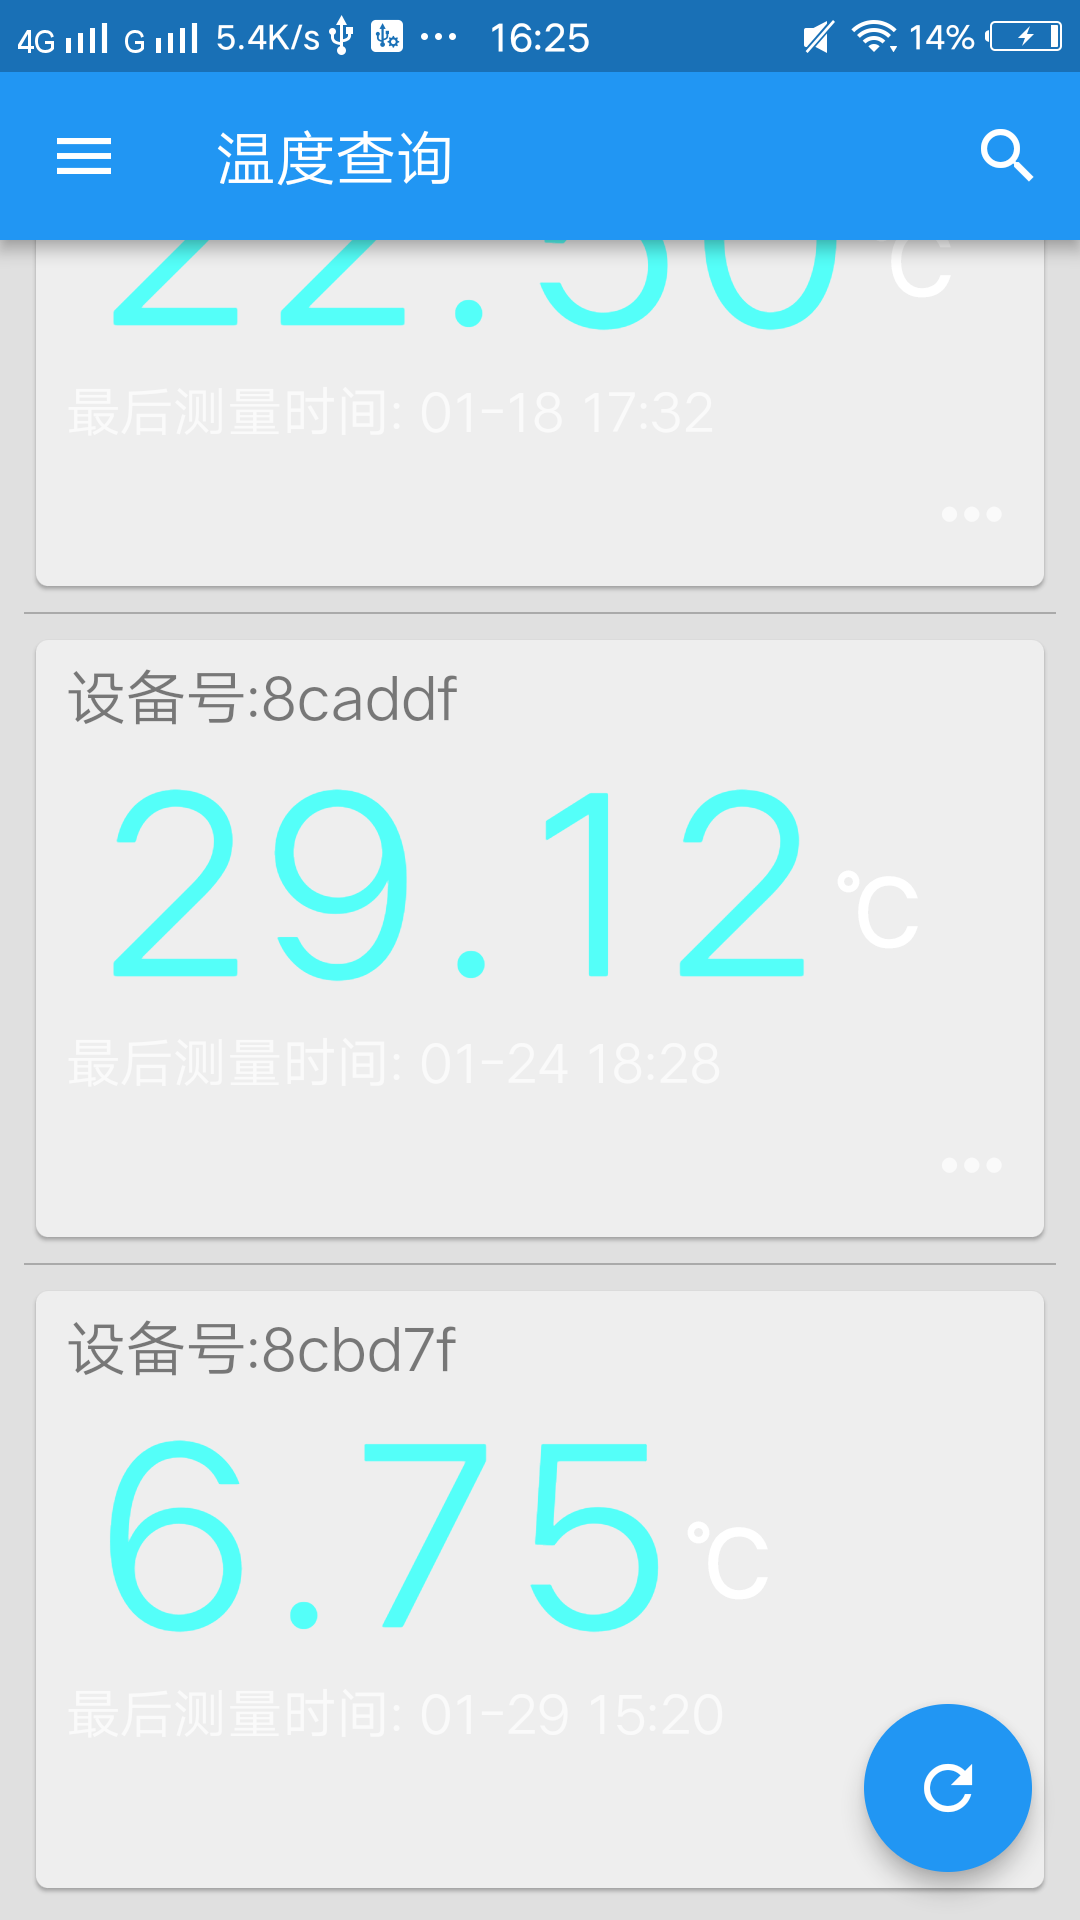 4G G 5.4K/s 16:25 14%
温度查询
22.50 ℃
最后测量时间: 01-18 17:32
设备号:8caddf
29.12 ℃
最后测量时间: 01-24 18:28
设备号:8cbd7f
6.75 ℃
最后测量时间: 01-29 15:20